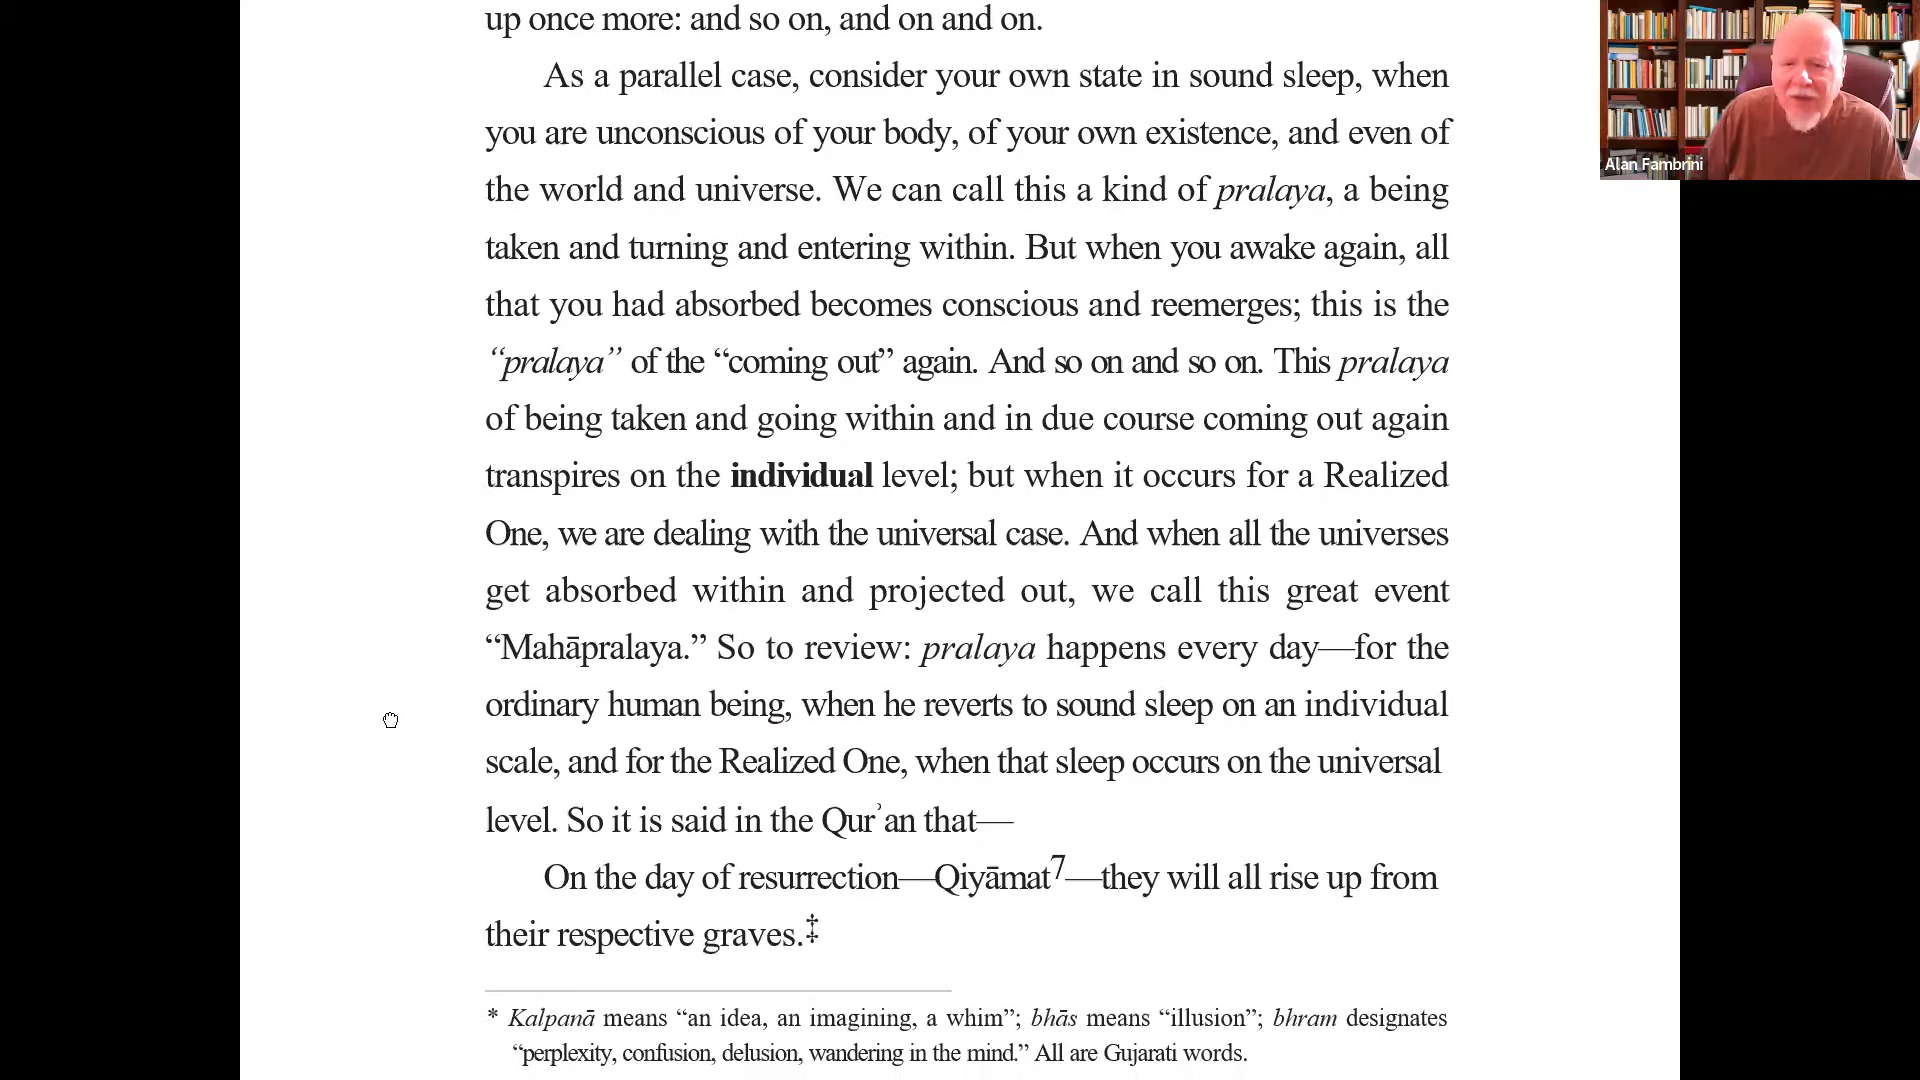 up once more: and so on, and on and on.
As a parallel case, consider your own state in sound sleep, when
you are unconscious of your body, of your own existence, and even of
the world and universe. We can call this a kind of pralaya, a being
taken and turning and entering within. But when you awake again, all
that you had absorbed becomes conscious and reemerges; this is the
“pralaya” of the “coming out” again. And so on and so on. This pralaya
of being taken and going within and in due course coming out again
transpires on the individual level; but when it occurs for a Realized
One, we are dealing with the universal case. And when all the universes
get absorbed within and projected out, we call this great event
“Mahāpralaya.” So to review: pralaya happens every day—for the
ordinary human being, when he reverts to sound sleep on an individual
scale, and for the Realized One, when that sleep occurs on the universal
level. So it is said in the Qurʾan that—
On the day of resurrection—Qiyāmat7—they will all rise up from
their respective graves.‡
* Kalpanā means “an idea, an imagining, a whim”; bhās means “illusion”; bhram designates
“perplexity, confusion, delusion, wandering in the mind.” All are Gujarati words.
Alan Fambrini